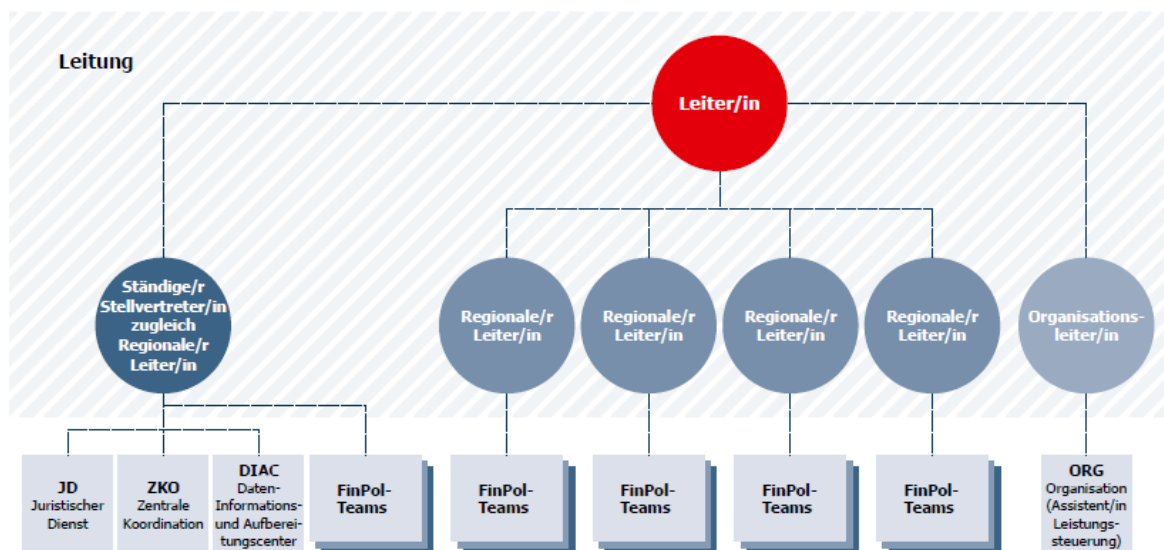 Leitung
Leiter/in
Ständige/r
Stellvertreter/in
zugleich
Regionale/r
Leiter/in
Regionale/r
Leiter/in
Regionale/r
Leiter/in
Regionale/r
Leiter/in
Regionale/r
Leiter/in
Organisations-
leiter/in
JD
Juristischer
Dienst
ZKO
Zentrale
Koordination
DIAC
Daten-
Informations-
und Aufberei-
tungscenter
FinPol-
Teams
FinPol-
Teams
FinPol-
Teams
FinPol-
Teams
FinPol-
Teams
ORG
Organisation
(Assistent/in
Leistungs-
steuerung)